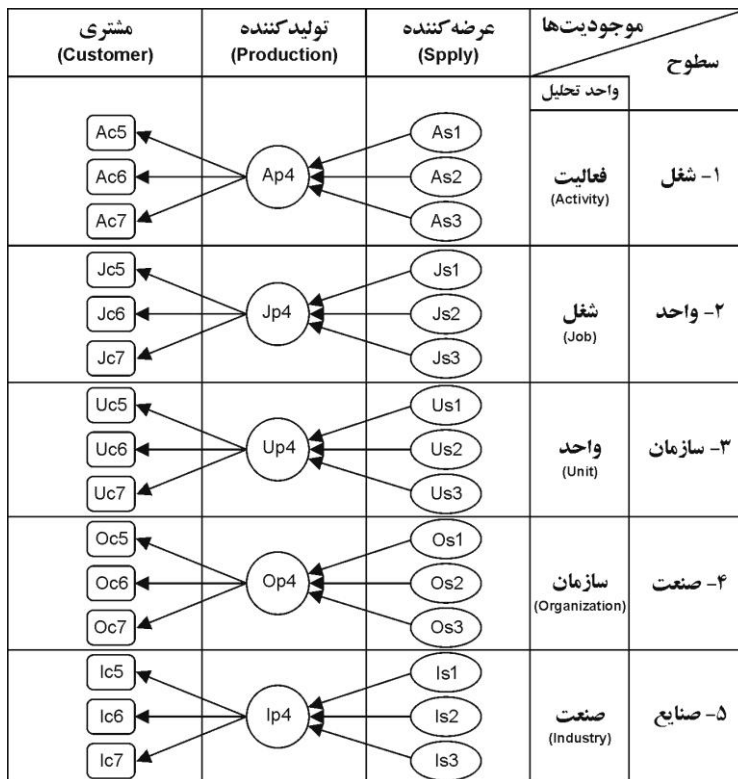 موجودیت‌ها
سطوح
عرضه‌کننده
(Spply)
تولیدکننده
(Production)
مشتری
(Customer)
واحد تحلیل
۱- شغل
فعالیت
(Activity)
As1
As2
As3
Ap4
Ac5
Ac6
Ac7
۲- واحد
شغل
(Job)
Js1
Js2
Js3
Jp4
Jc5
Jc6
Jc7
۳- سازمان
واحد
(Unit)
Us1
Us2
Us3
Up4
Uc5
Uc6
Uc7
۴- صنعت
سازمان
(Organization)
Os1
Os2
Os3
Op4
Oc5
Oc6
Oc7
۵- صنایع
صنعت
(Industry)
Is1
Is2
Is3
Ip4
Ic5
Ic6
Ic7